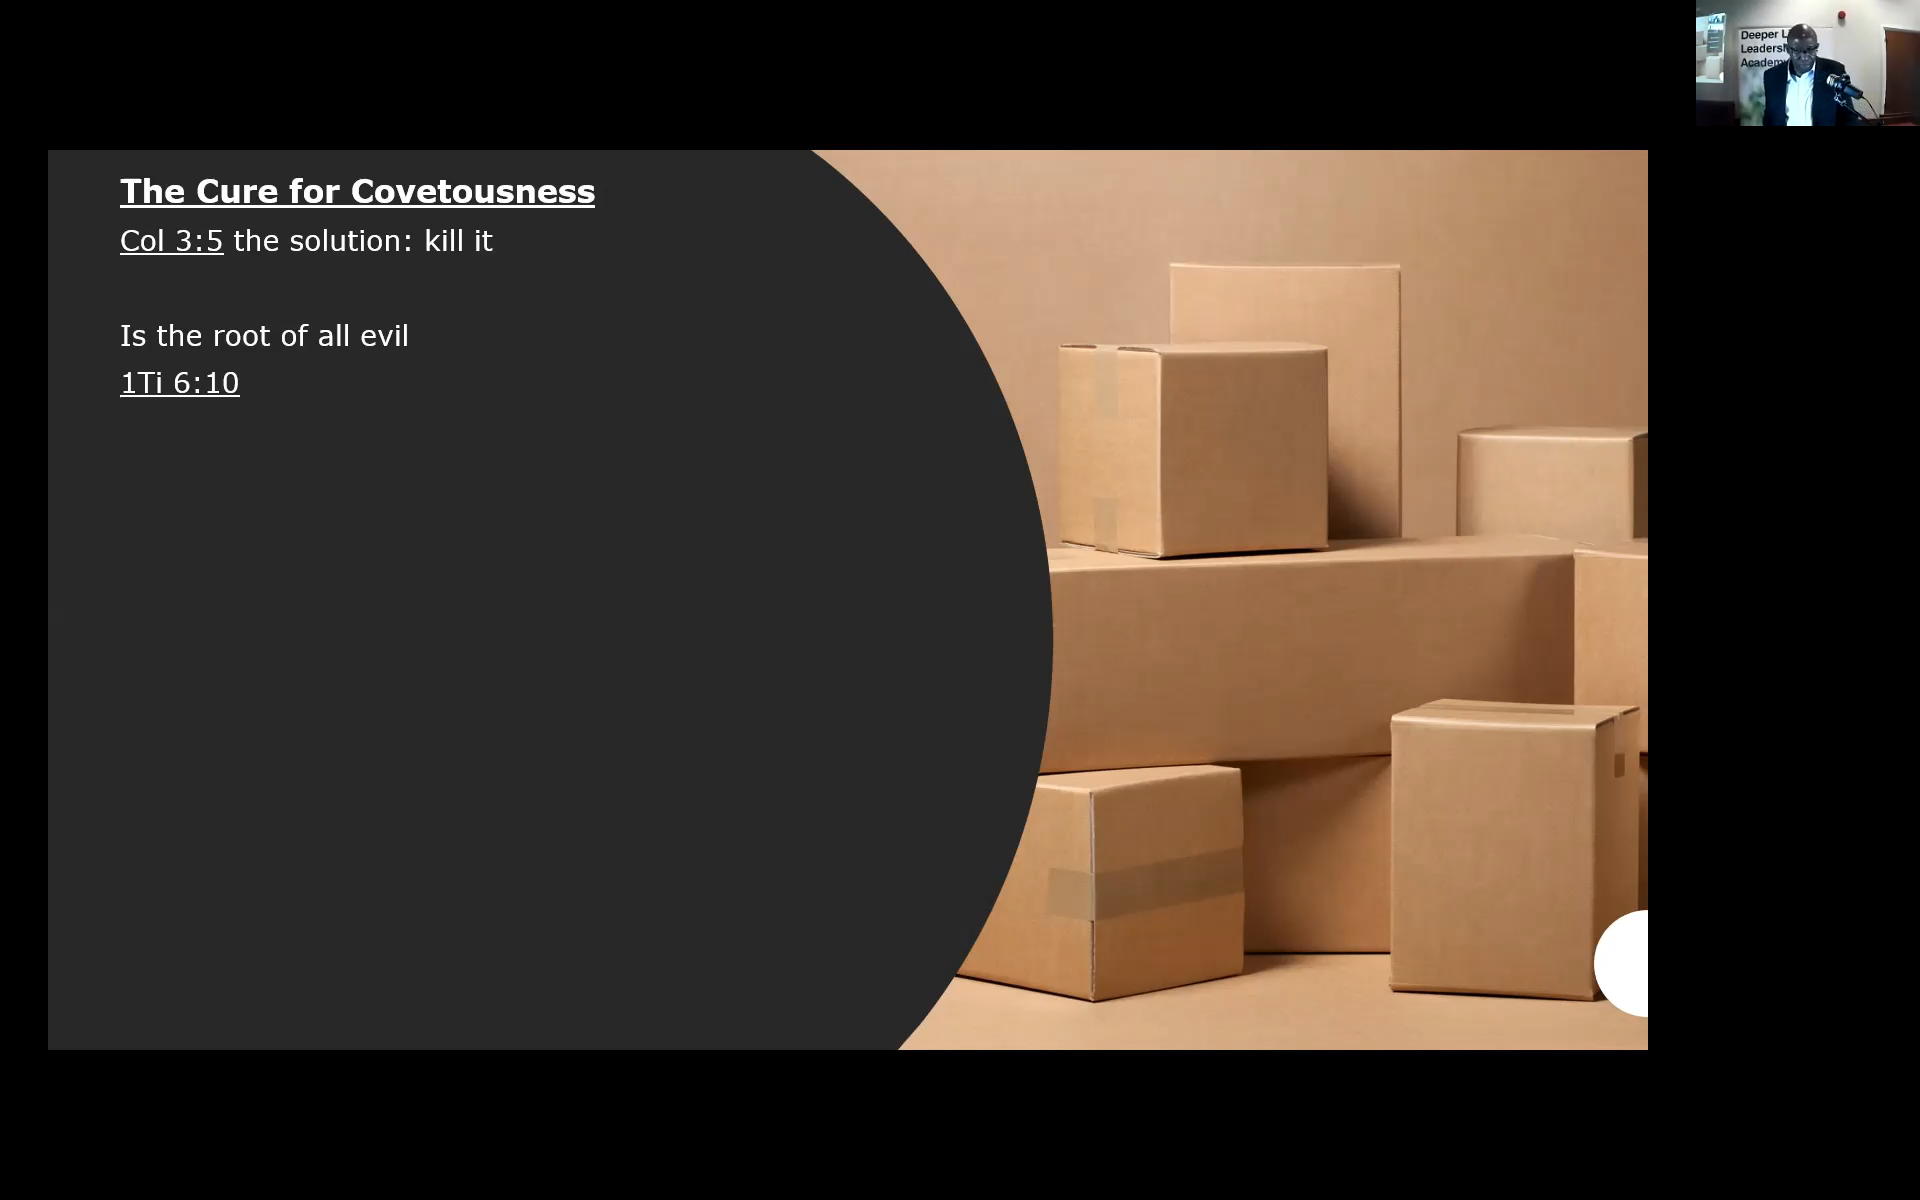 The Cure for Covetousness
Col 3:5 the solution: kill it
Is the root of all evil
1Ti 6:10
Deeper
Leadersh
Academy